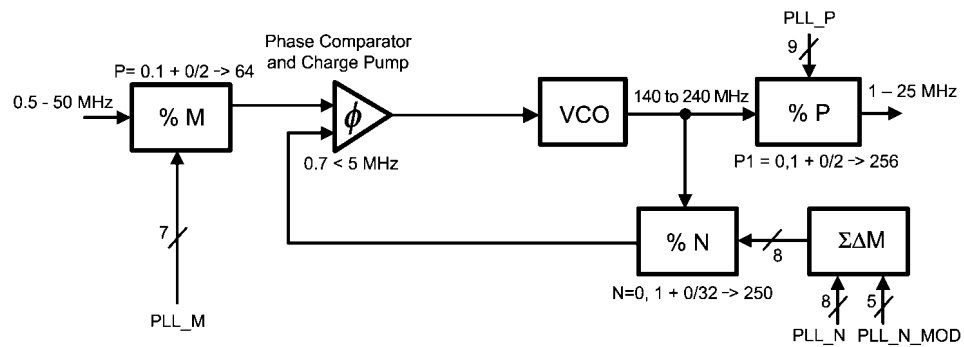 PLL_P
9
Phase Comparator
and Charge Pump
P= 0.1 + 0/2 -> 64
0.5 - 50 MHz
% M
ϕ
VCO
140 to 240 MHz
% P
1 – 25 MHz
0.7 < 5 MHz
P1 = 0,1 + 0/2 -> 256
7
% N
8
ΣΔM
N=0, 1 + 0/32 -> 250
8
5
PLL_M
PLL_N
PLL_N_MOD